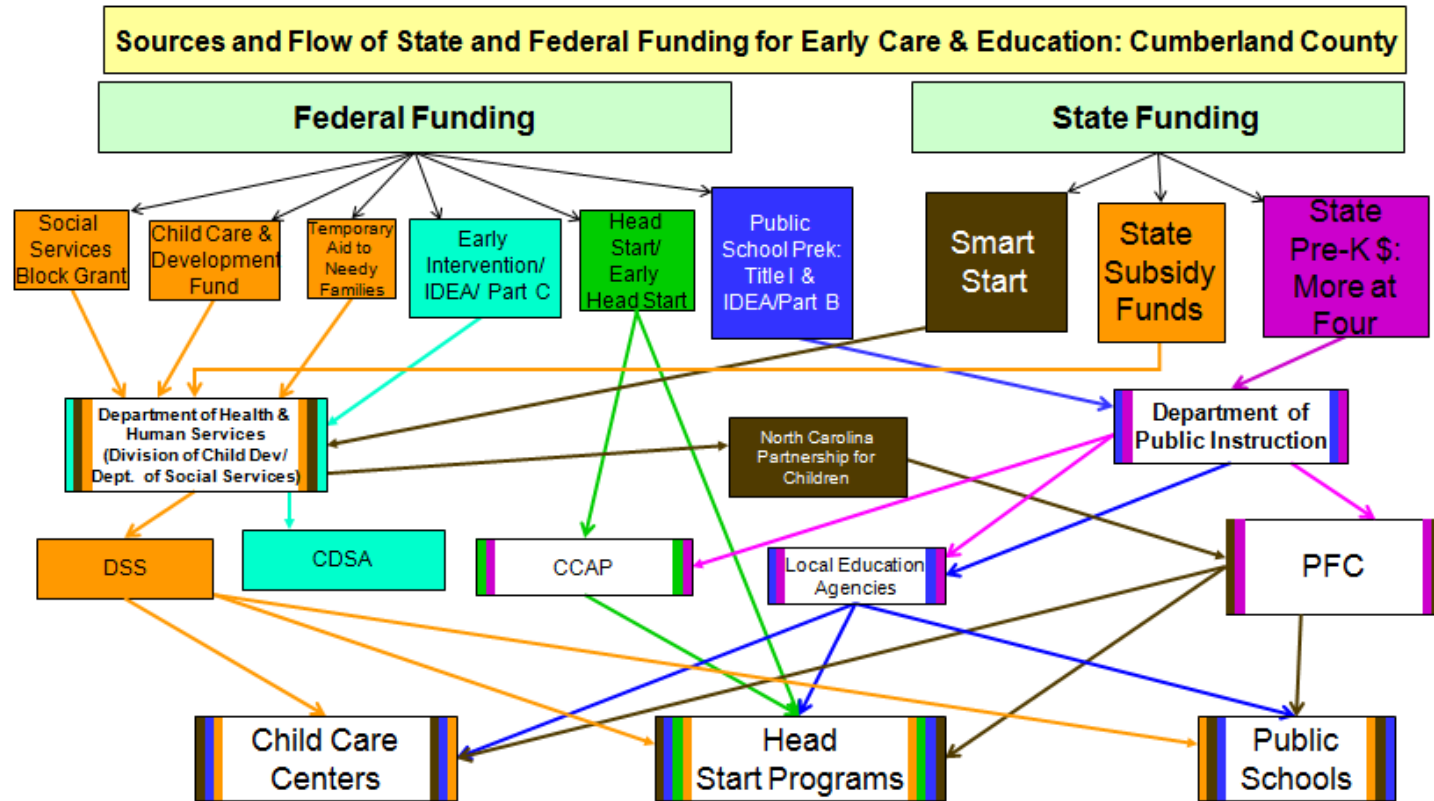 Sources and Flow of State and Federal Funding for Early Care & Education: Cumberland County
Federal Funding
State Funding
Social
Services
Block Grant
Child Care &
Development
Fund
Temporary
Aid to
Needy
Families
Early
Intervention/
IDEA/ Part C
Head
Start/
Early
Head Start
Public
School Prek:
Title I &
IDEA/Part B
Smart
Start
State
Subsidy
Funds
State
Pre-K $:
More at
Four
Department of Health &
Human Services
(Division of Child Dev/
Dept. of Social Services)
North Carolina
Partnership for
Children
Department of
Public Instruction
DSS
CDSA
CCAP
Local Education
Agencies
PFC
Child Care
Centers
Head
Start Programs
Public
Schools